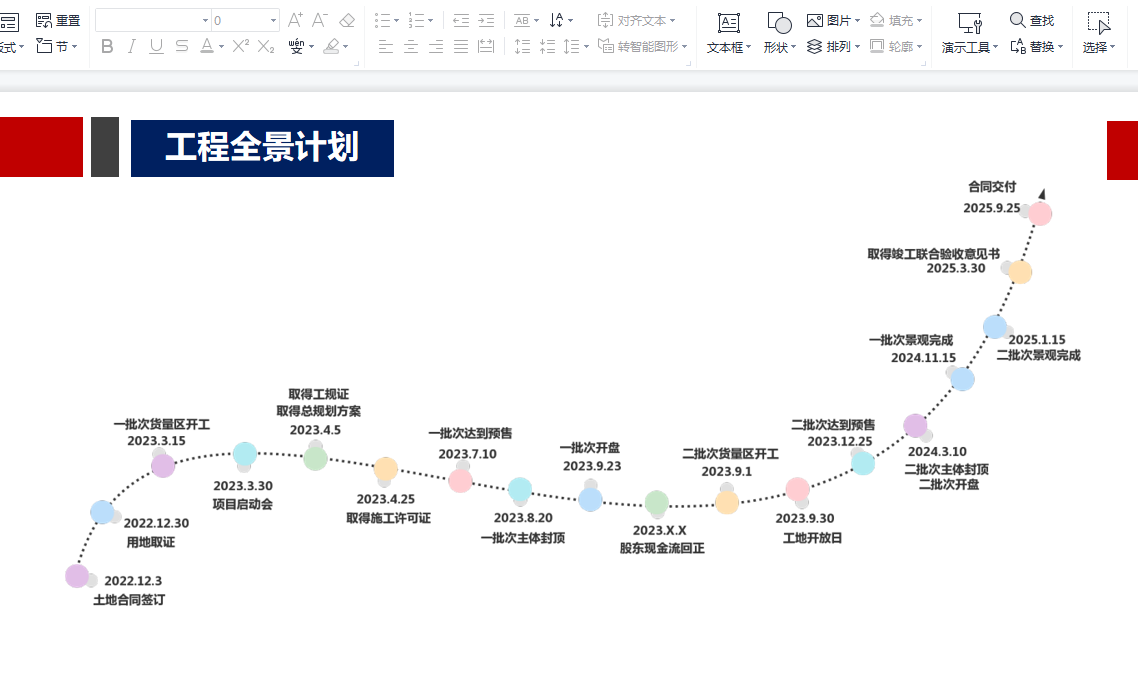 重置
0
A⁺ A⁻
AB
对齐文本
图片
填充
查找
式
节
B I U S A X² X₂
wén 变
转智能图形
文本框
形状
排列
轮廓
演示工具
替换
选择
工程全景计划
合同交付
2025.9.25
取得竣工联合验收意见书
2025.3.30
2025.1.15
二批次景观完成
一批次景观完成
2024.11.15
2024.3.10
二批次主体封顶
二批次开盘
二批次达到预售
2023.12.25
2023.9.30
工地开放日
二批次货量区开工
2023.9.1
2023.X.X
股东现金流回正
一批次开盘
2023.9.23
2023.8.20
一批次主体封顶
一批次达到预售
2023.7.10
2023.4.25
取得施工许可证
取得工规证
取得总规划方案
2023.4.5
2023.3.30
项目启动会
一批次货量区开工
2023.3.15
2022.12.30
用地取证
2022.12.3
土地合同签订